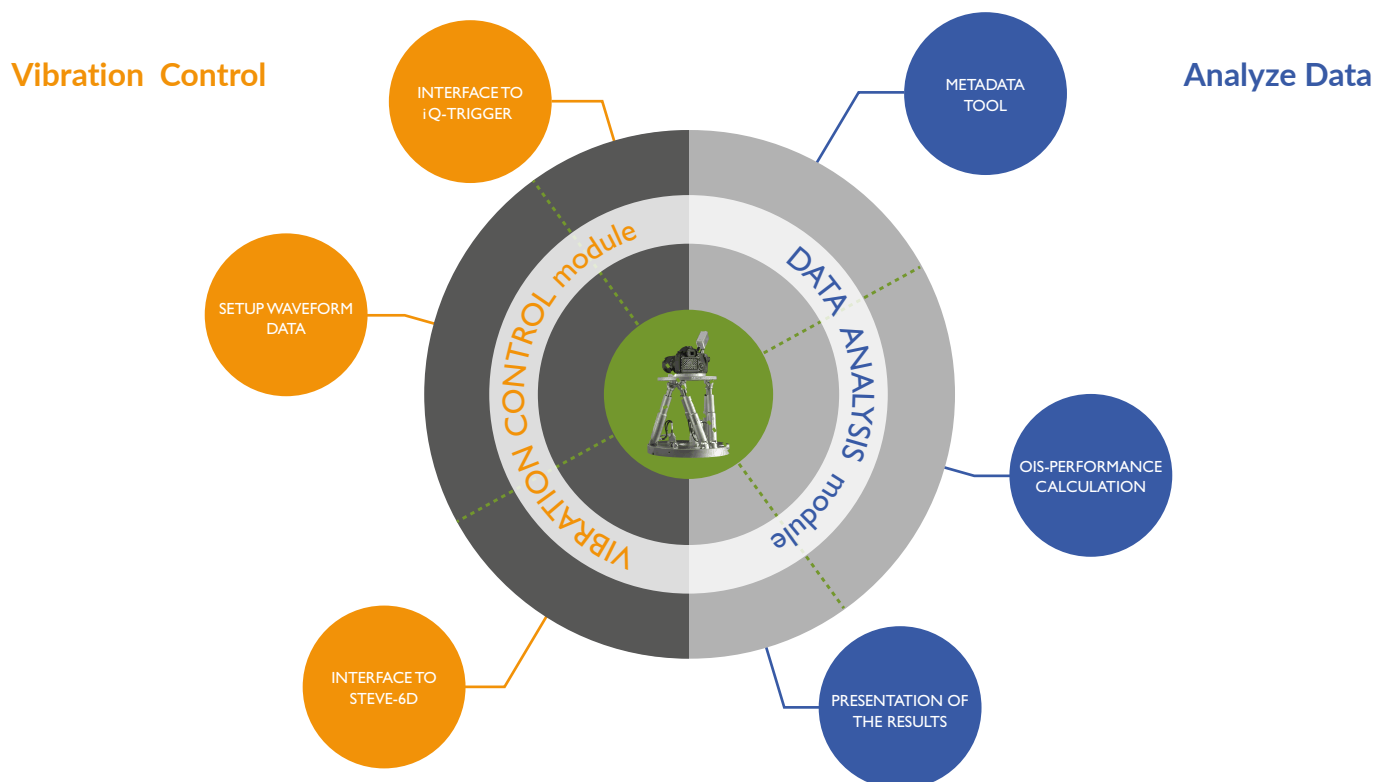 Vibration  Control
Analyze Data
INTERFACE TO
iQ-TRIGGER
METADATA
TOOL
SETUP WAVEFORM
DATA
VIBRATION CONTROL module
DATA ANALYSIS module
OIS-PERFORMANCE
CALCULATION
INTERFACE TO
STEVE-6D
PRESENTATION OF
THE RESULTS